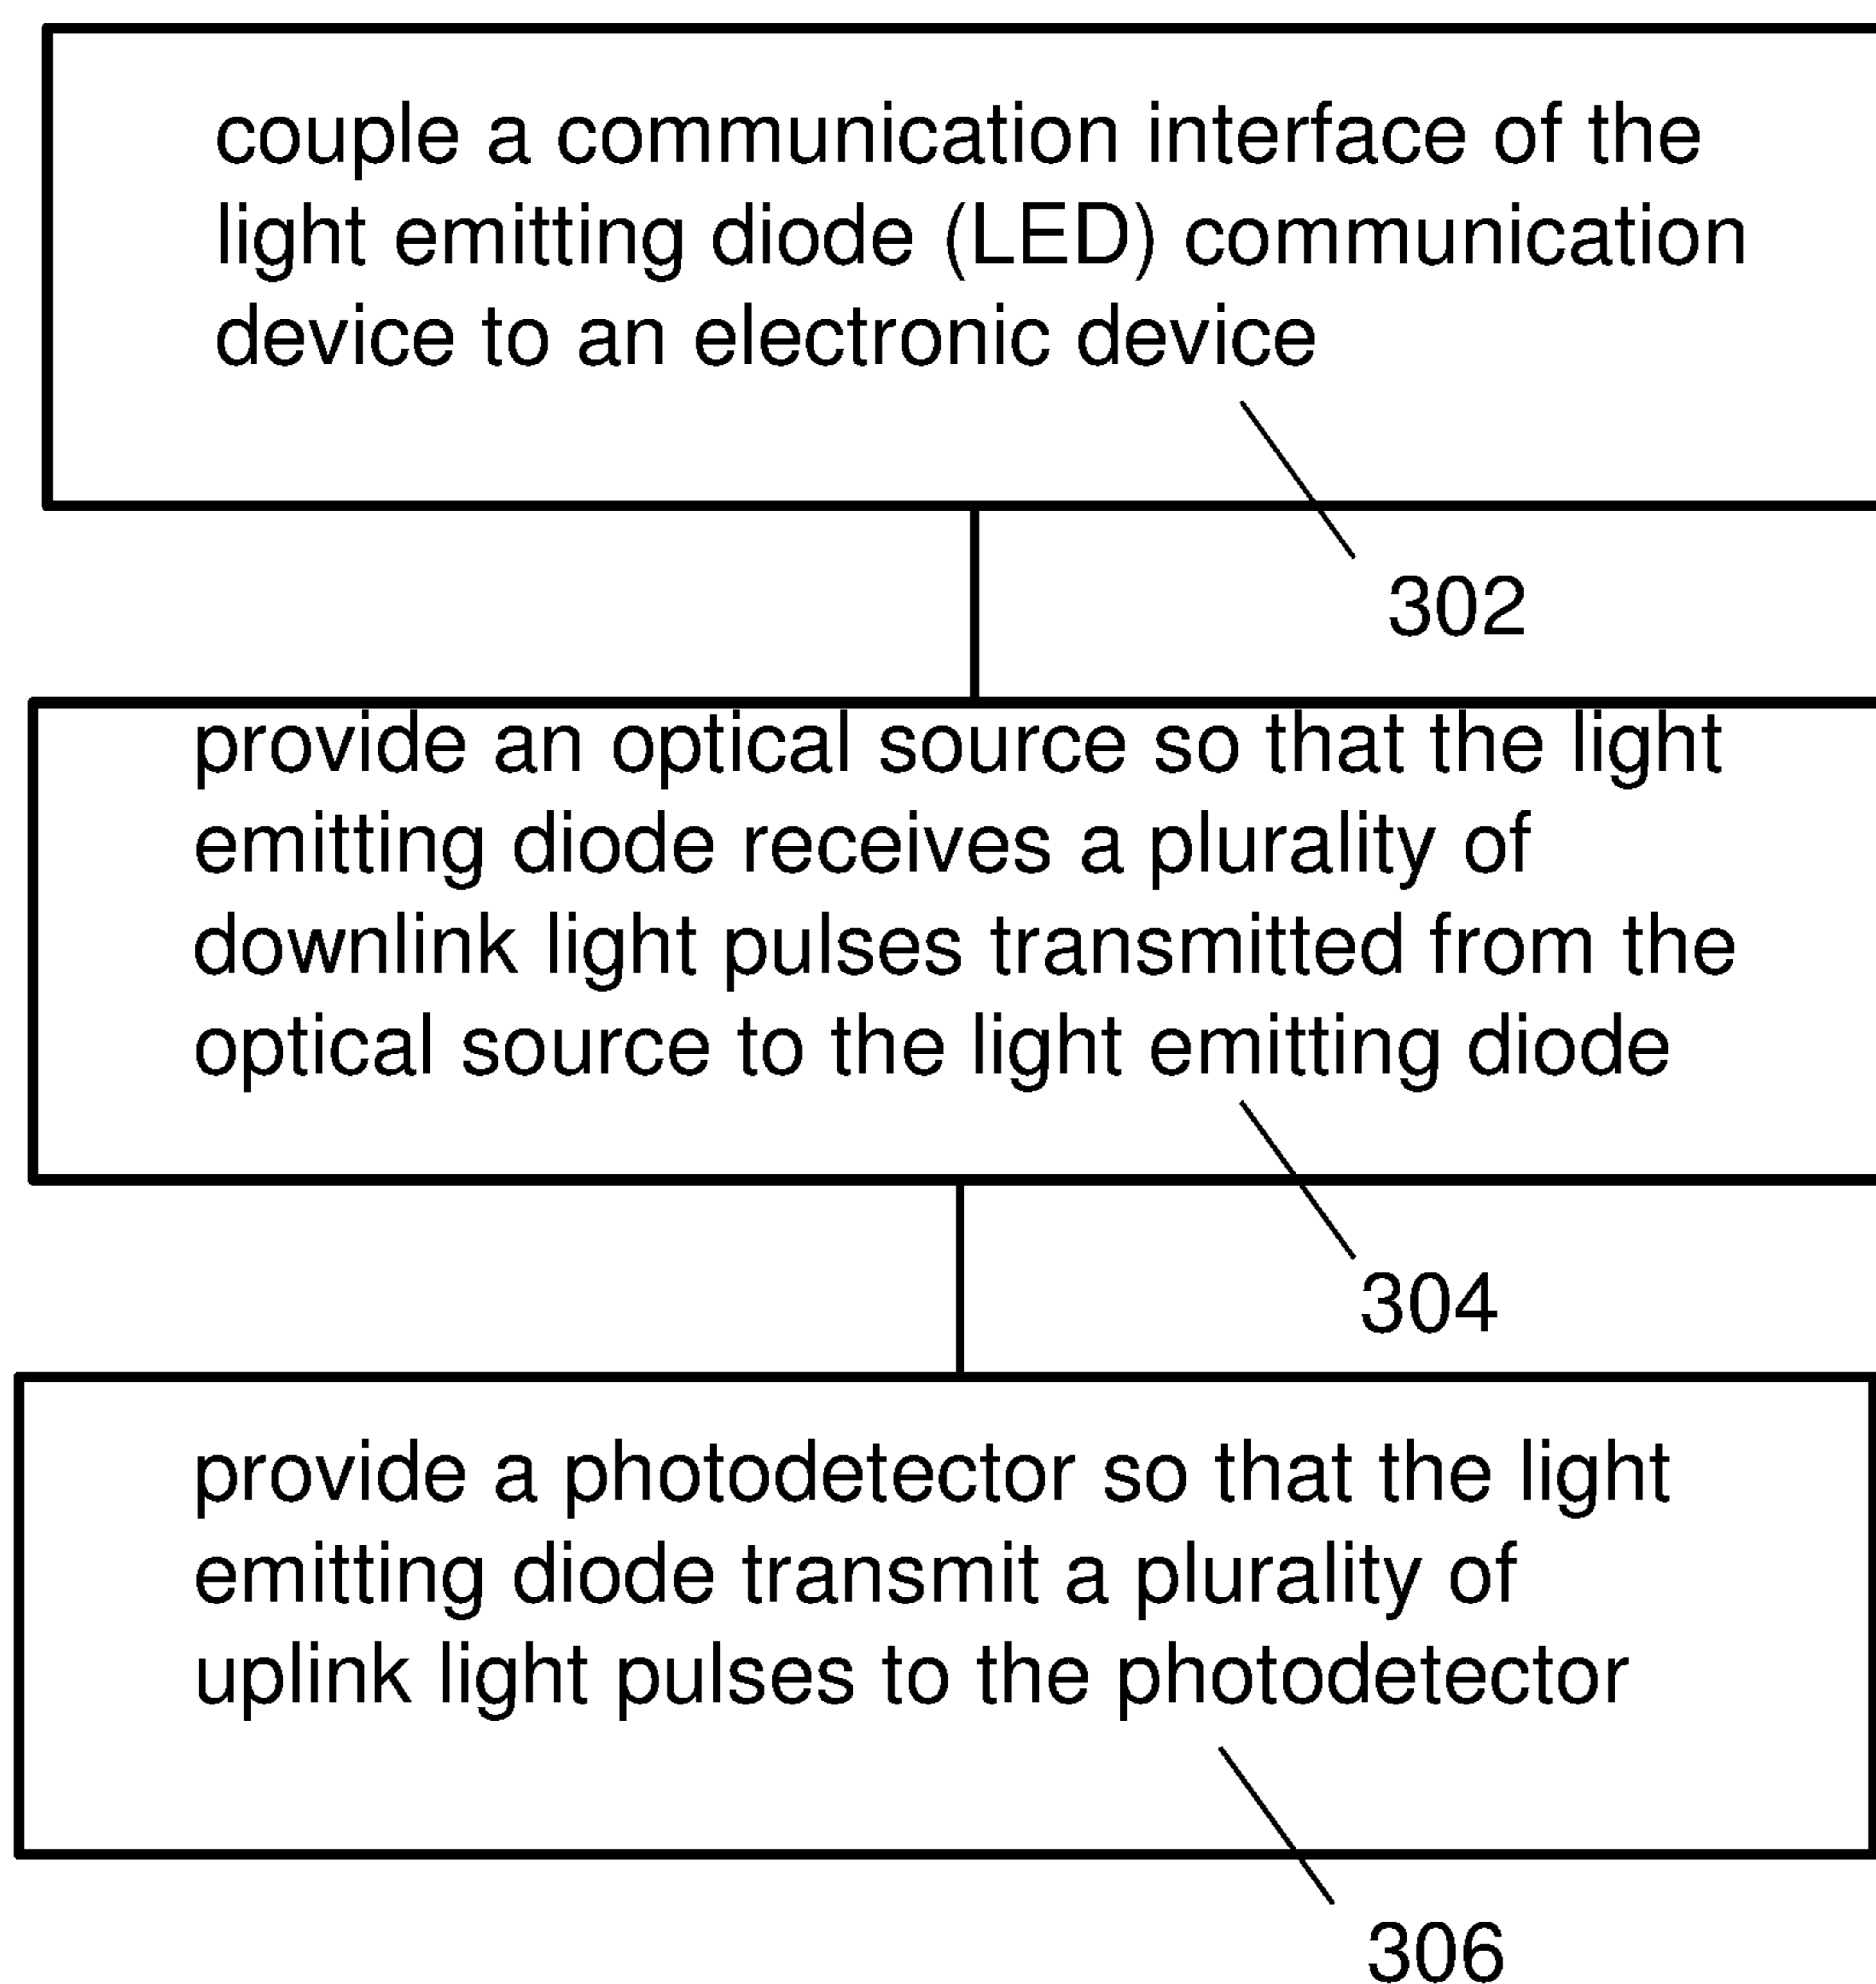 couple a communication interface of the
light emitting diode (LED) communication
device to an electronic device
302
provide an optical source so that the light
emitting diode receives a plurality of
downlink light pulses transmitted from the
optical source to the light emitting diode
304
provide a photodetector so that the light
emitting diode transmit a plurality of
uplink light pulses to the photodetector
306